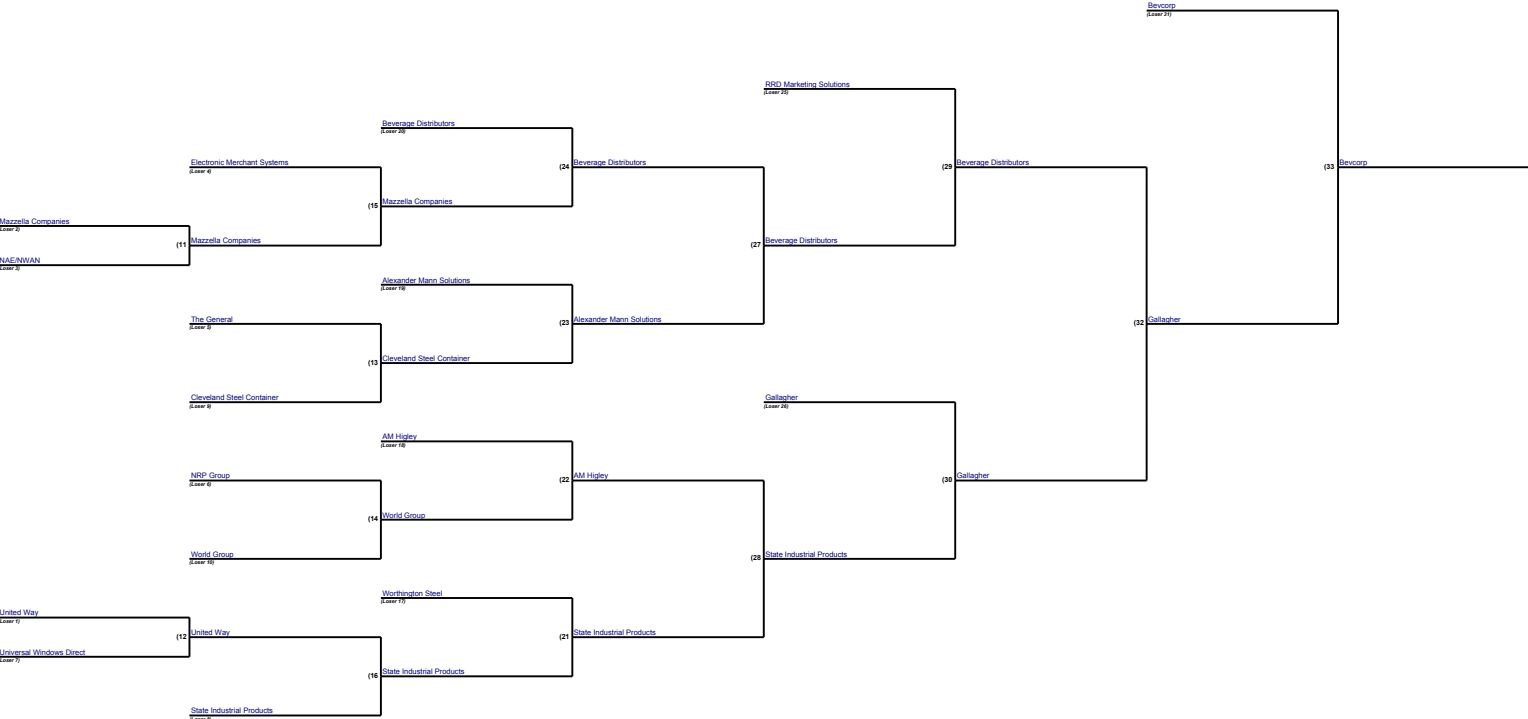 Bevcorp
(Loser 31)
RRD Marketing Solutions
(Loser 25)
Beverage Distributors
(Loser 20)
Electronic Merchant Systems
(Loser 4)
(24 Beverage Distributors
(29 Beverage Distributors
(33 Bevcorp
(15 Mazzella Companies
Mazzella Companies
(Loser 2)
(11 Mazzella Companies
(27 Beverage Distributors
NAE/NWAN
(Loser 3)
Alexander Mann Solutions
(Loser 19)
The General
(Loser 5)
(23 Alexander Mann Solutions
(32 Gallagher
(13 Cleveland Steel Container
Cleveland Steel Container
(Loser 9)
Gallagher
(Loser 26)
AM Higley
(Loser 18)
NRP Group
(Loser 6)
(22 AM Higley
(30 Gallagher
(14 World Group
World Group
(Loser 10)
(28 State Industrial Products
Worthington Steel
(Loser 17)
United Way
Loser 1)
(12 United Way
(21 State Industrial Products
Universal Windows Direct
Loser 7)
(16 State Industrial Products
State Industrial Products